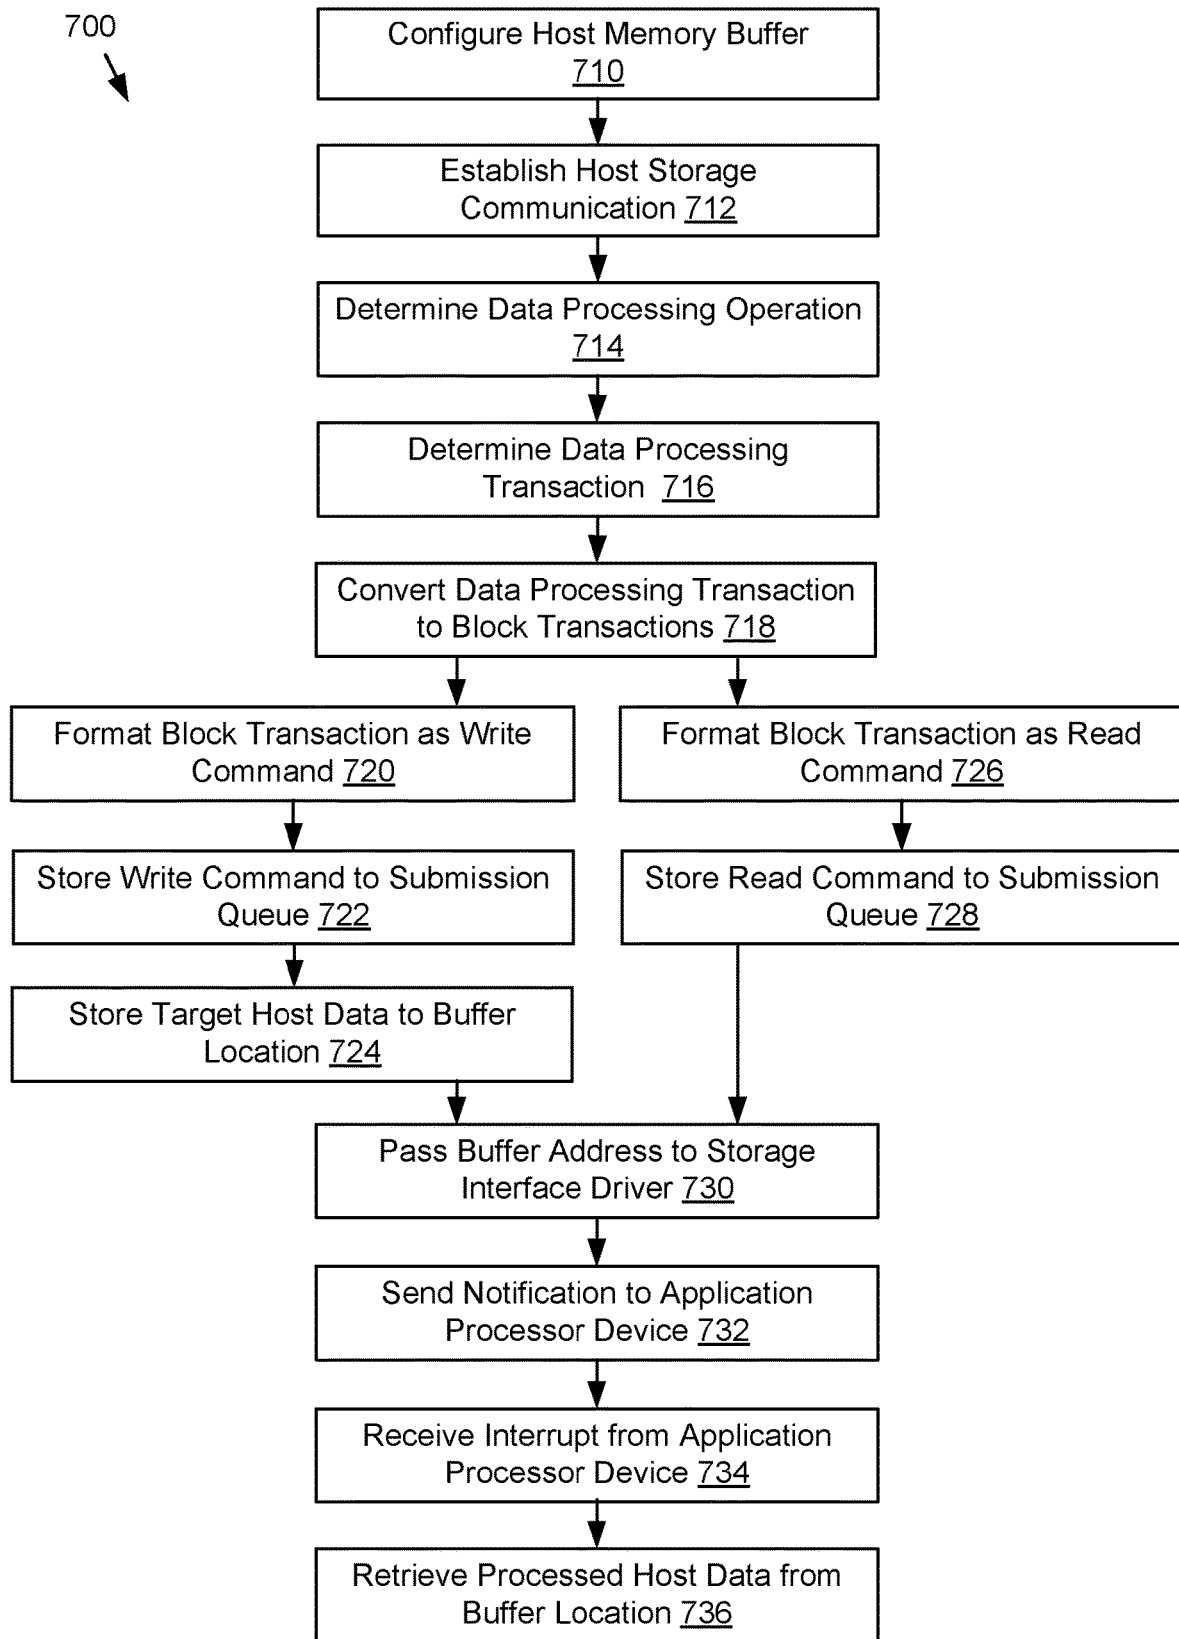 700
Configure Host Memory Buffer
710
Establish Host Storage
Communication 712
Determine Data Processing Operation
714
Determine Data Processing
Transaction 716
Convert Data Processing Transaction
to Block Transactions 718
Format Block Transaction as Write
Command 720
Store Write Command to Submission
Queue 722
Store Target Host Data to Buffer
Location 724
Format Block Transaction as Read
Command 726
Store Read Command to Submission
Queue 728
Pass Buffer Address to Storage
Interface Driver 730
Send Notification to Application
Processor Device 732
Receive Interrupt from Application
Processor Device 734
Retrieve Processed Host Data from
Buffer Location 736